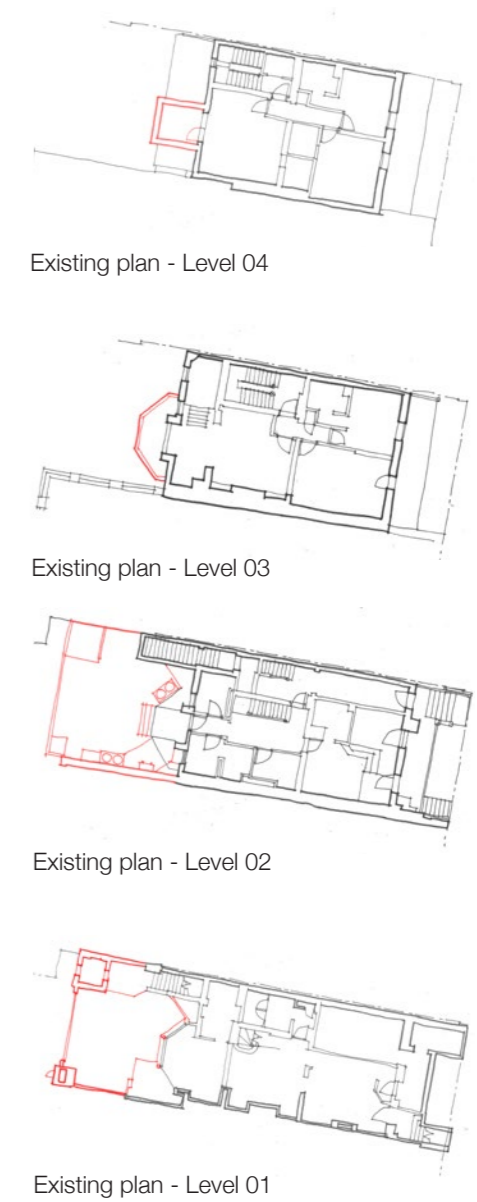 Existing plan - Level 04
Existing plan - Level 03
Existing plan - Level 02
Existing plan - Level 01